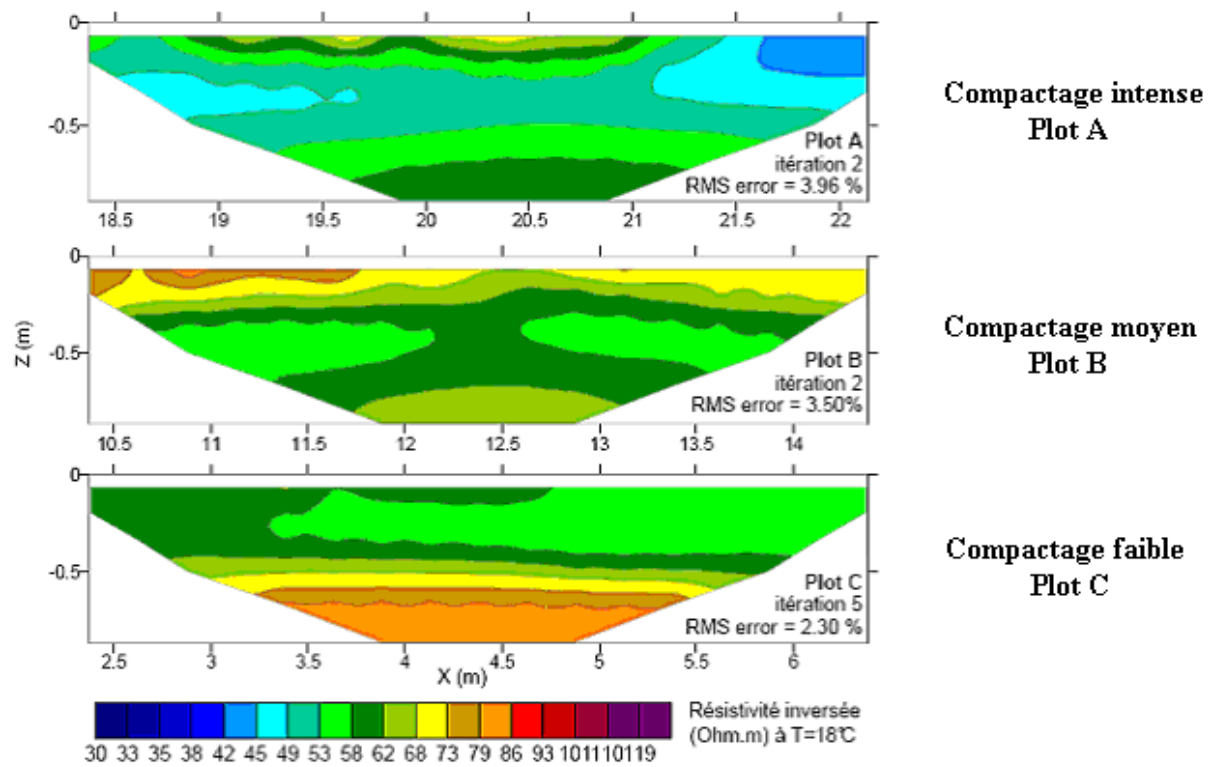 0
-0.5
Plot A
itération 2
RMS error = 3.96 %
18.5 19 19.5 20 20.5 21 21.5 22
Compactage intense
Plot A
0
-0.5
Z (m)
Plot B
itération 2
RMS error = 3.50%
10.5 11 11.5 12 12.5 13 13.5 14
Compactage moyen
Plot B
0
-0.5
Plot C
itération 5
RMS error = 2.30 %
2.5 3 3.5 4 4.5 5 5.5 6
X (m)
Compactage faible
Plot C
30 33 35 38 42 45 49 53 58 62 68 73 79 86 93 101110119
Résistivité inversée
(Ohm.m) à T=18°C